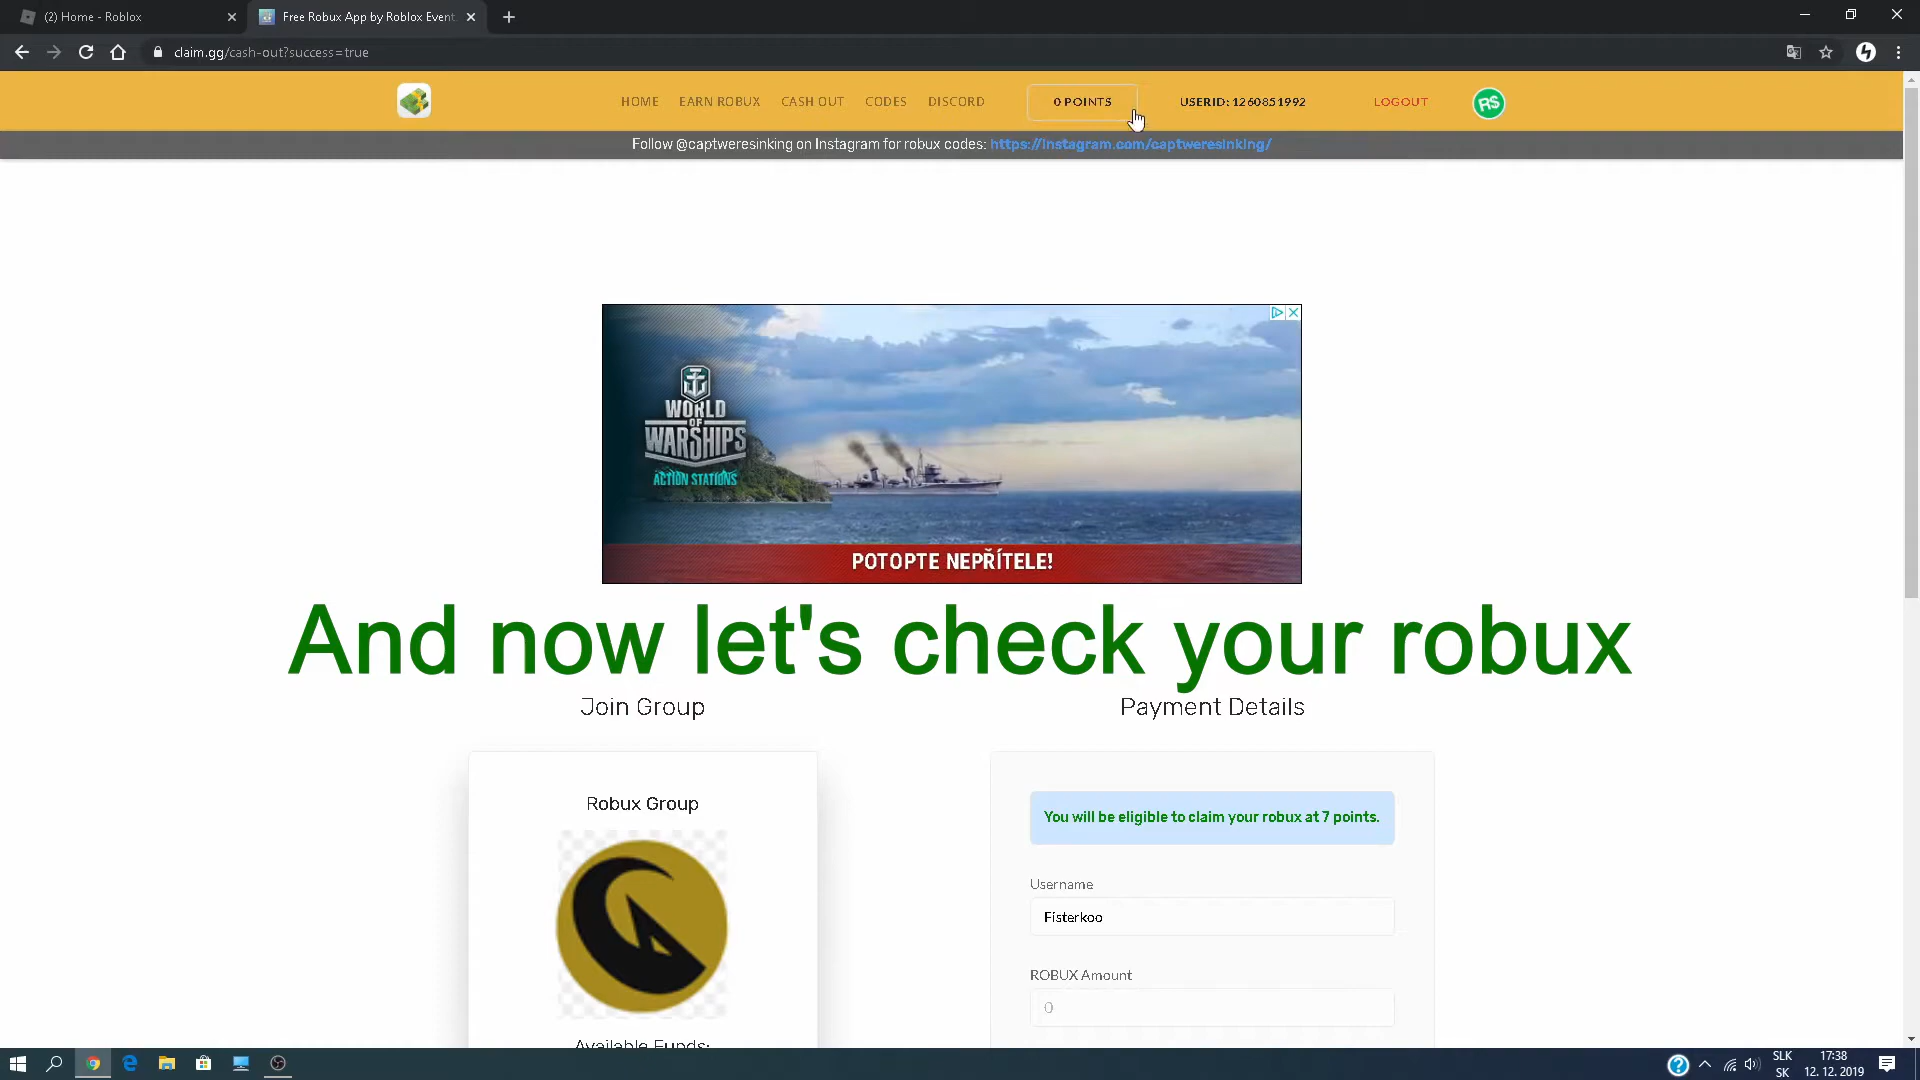 (2) Home - Roblox
Free Robux App by Roblox Event
claim.gg/cash-out?success=true
HOME EARN ROBUX CASH OUT CODES DISCORD 0 POINTS USERID: 1260851992 LOGOUT R$
Follow @captweresinking on Instagram for robux codes: https://instagram.com/captweresinking/
WORLD
OF
WARSHIPS
ACTION STATIONS
POTOPTE NEPŘÍTELE!
And now let's check your robux
Join Group
Payment Details
Robux Group
You will be eligible to claim your robux at 7 points.
Username
Fisterkoo
ROBUX Amount
0
Available Funds:
SLK
SK
17:38
12. 12. 2019